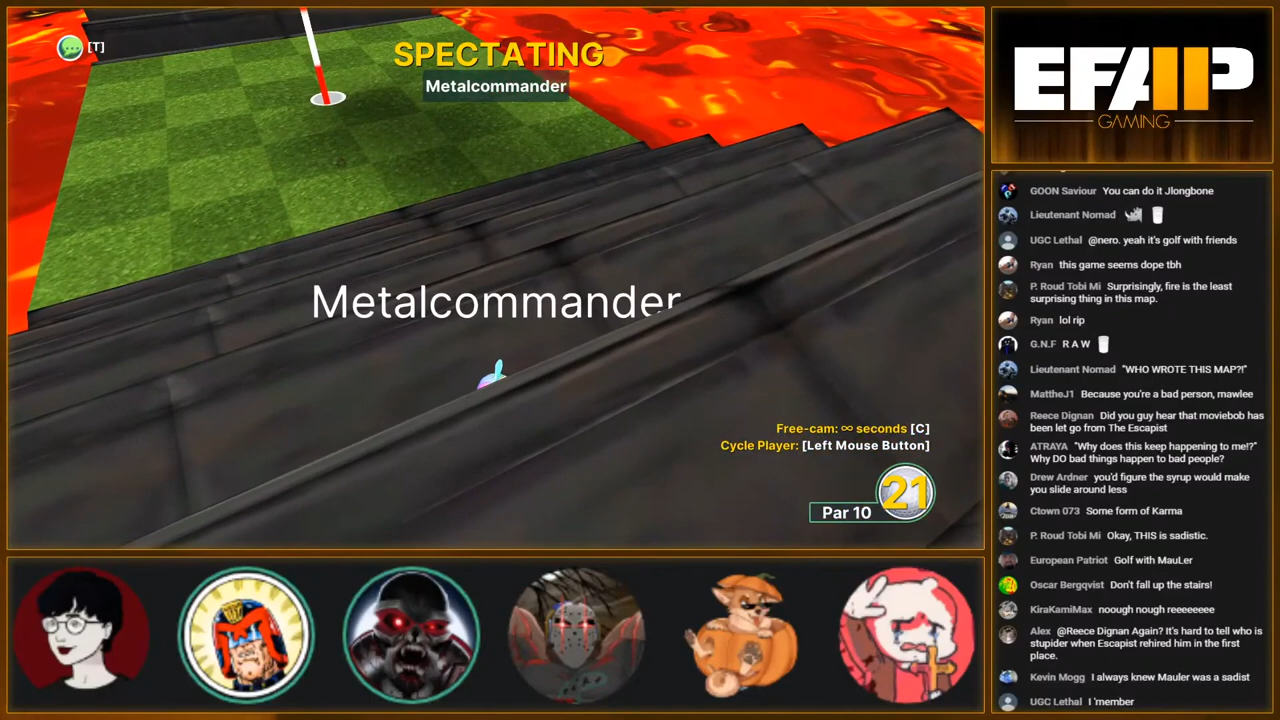 [T]
SPECTATING
Metalcommander
Metalcommander
Free-cam: ∞ seconds [C]
Cycle Player: [Left Mouse Button]
21
Par 10
EFAP
GAMING
GOON Saviour You can do it Jlongbone
Lieutenant Nomad
UGC Lethal @nero. yeah it's golf with friends
Ryan this game seems dope tbh
P. Roud Tobi Mi Surprisingly, fire is the least
surprising thing in this map.
Ryan lol rip
G.N.F R A W
Lieutenant Nomad "WHO WROTE THIS MAP?!"
MattheJ1 Because you're a bad person, mawlee
Reece Dignan Did you guy hear that moviebob has
been let go from The Escapist
ATRAYA "Why does this keep happening to me!?"
Why DO bad things happen to bad people?
Drew Ardner you'd figure the syrup would make
you slide around less
Ctown 073 Some form of Karma
P. Roud Tobi Mi Okay, THIS is sadistic.
European Patriot Golf with MauLer
Oscar Bergqvist Don't fall up the stairs!
KiraKamiMax noough nough reeeeeeee
Alex @Reece Dignan Again? It's hard to tell who is
stupider when Escapist rehired him in the first
place.
Kevin Mogg I always knew Mauler was a sadist
UGC Lethal I 'member